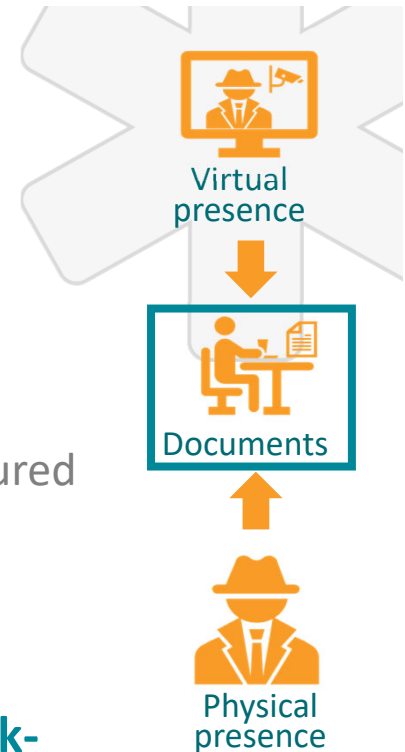 Virtual
presence
Documents
ured
Physical
presence
k-